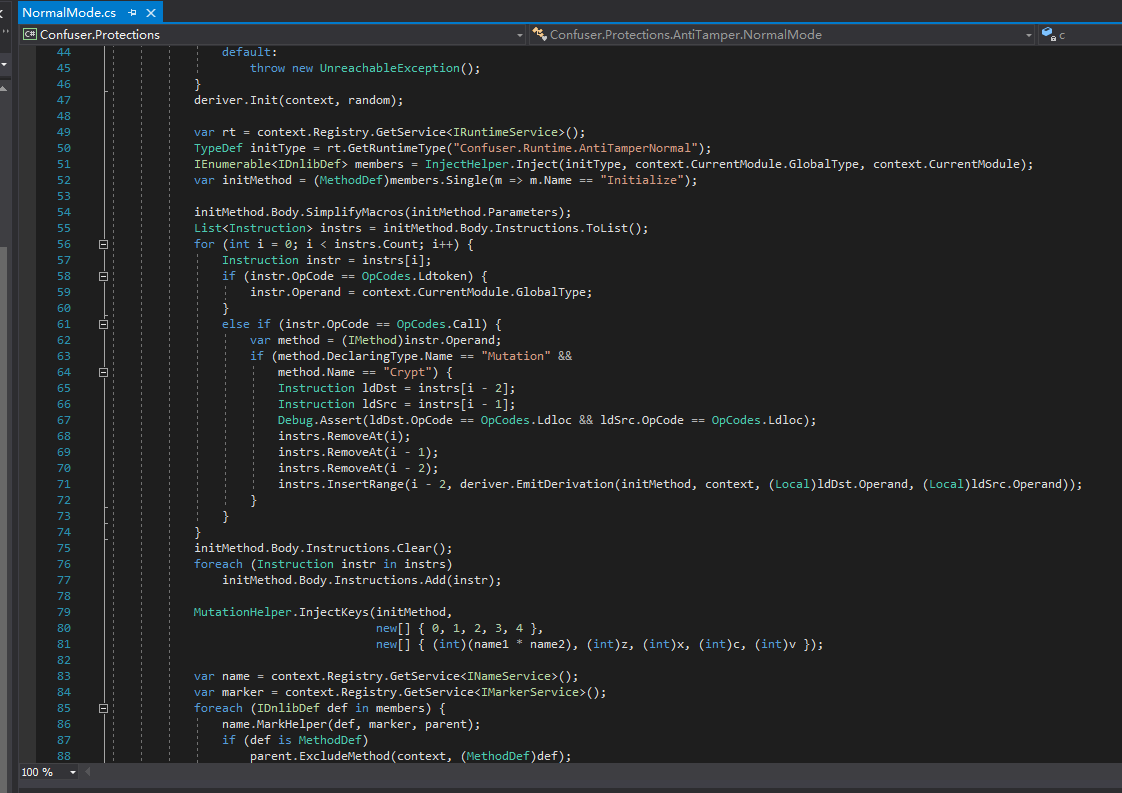 NormalMode.cs
Confuser.Protections
Confuser.Protections.AntiTamper.NormalMode
c
44 default:
45 throw new UnreachableException();
46 }
47 deriver.Init(context, random);
48
49 var rt = context.Registry.GetService<IRuntimeService>();
50 TypeDef initType = rt.GetRuntimeType("Confuser.Runtime.AntiTamperNormal");
51 IEnumerable<IDnlibDef> members = InjectHelper.Inject(initType, context.CurrentModule.GlobalType, context.CurrentModule);
52 var initMethod = (MethodDef)members.Single(m => m.Name == "Initialize");
53
54 initMethod.Body.SimplifyMacros(initMethod.Parameters);
55 List<Instruction> instrs = initMethod.Body.Instructions.ToList();
56 for (int i = 0; i < instrs.Count; i++) {
57 Instruction instr = instrs[i];
58 if (instr.OpCode == OpCodes.Ldtoken) {
59 instr.Operand = context.CurrentModule.GlobalType;
60 }
61 else if (instr.OpCode == OpCodes.Call) {
62 var method = (IMethod)instr.Operand;
63 if (method.DeclaringType.Name == "Mutation" &&
64 method.Name == "Crypt") {
65 Instruction ldDst = instrs[i - 2];
66 Instruction ldSrc = instrs[i - 1];
67 Debug.Assert(ldDst.OpCode == OpCodes.Ldloc && ldSrc.OpCode == OpCodes.Ldloc);
68 instrs.RemoveAt(i);
69 instrs.RemoveAt(i - 1);
70 instrs.RemoveAt(i - 2);
71 instrs.InsertRange(i - 2, deriver.EmitDerivation(initMethod, context, (Local)ldDst.Operand, (Local)ldSrc.Operand));
72 }
73 }
74 }
75 initMethod.Body.Instructions.Clear();
76 foreach (Instruction instr in instrs)
77 initMethod.Body.Instructions.Add(instr);
78
79 MutationHelper.InjectKeys(initMethod,
80 new[] { 0, 1, 2, 3, 4 },
81 new[] { (int)(name1 * name2), (int)z, (int)x, (int)c, (int)v });
82
83 var name = context.Registry.GetService<INameService>();
84 var marker = context.Registry.GetService<IMarkerService>();
85 foreach (IDnlibDef def in members) {
86 name.MarkHelper(def, marker, parent);
87 if (def is MethodDef)
88 parent.ExcludeMethod(context, (MethodDef)def);
100 %